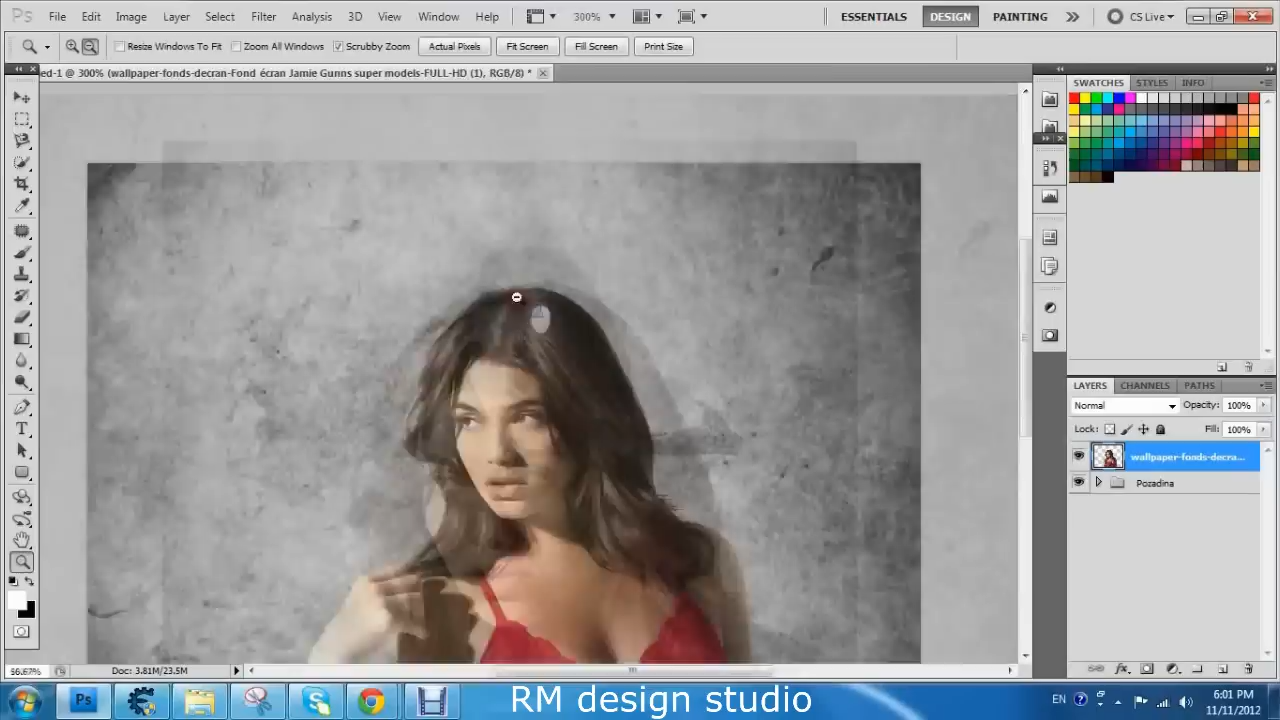 Ps File Edit Image Layer Select Filter Analysis 3D View Window Help 300% ESSENTIALS DESIGN PAINTING CS Live
Resize Windows To Fit Zoom All Windows Scrubby Zoom Actual Pixels Fit Screen Fill Screen Print Size
ed-1 @ 300% (wallpaper-fonds-decran-Fond écran Jamie Gunns super models-FULL-HD (1), RGB/8) *
SWATCHES STYLES INFO
LAYERS CHANNELS PATHS
Normal Opacity: 100%
Lock: Fill: 100%
wallpaper-fonds-decra...
Pozadina
66.67% Doc: 3.81M/23.5M
Ps RM design studio EN 6:01 PM
11/11/2012